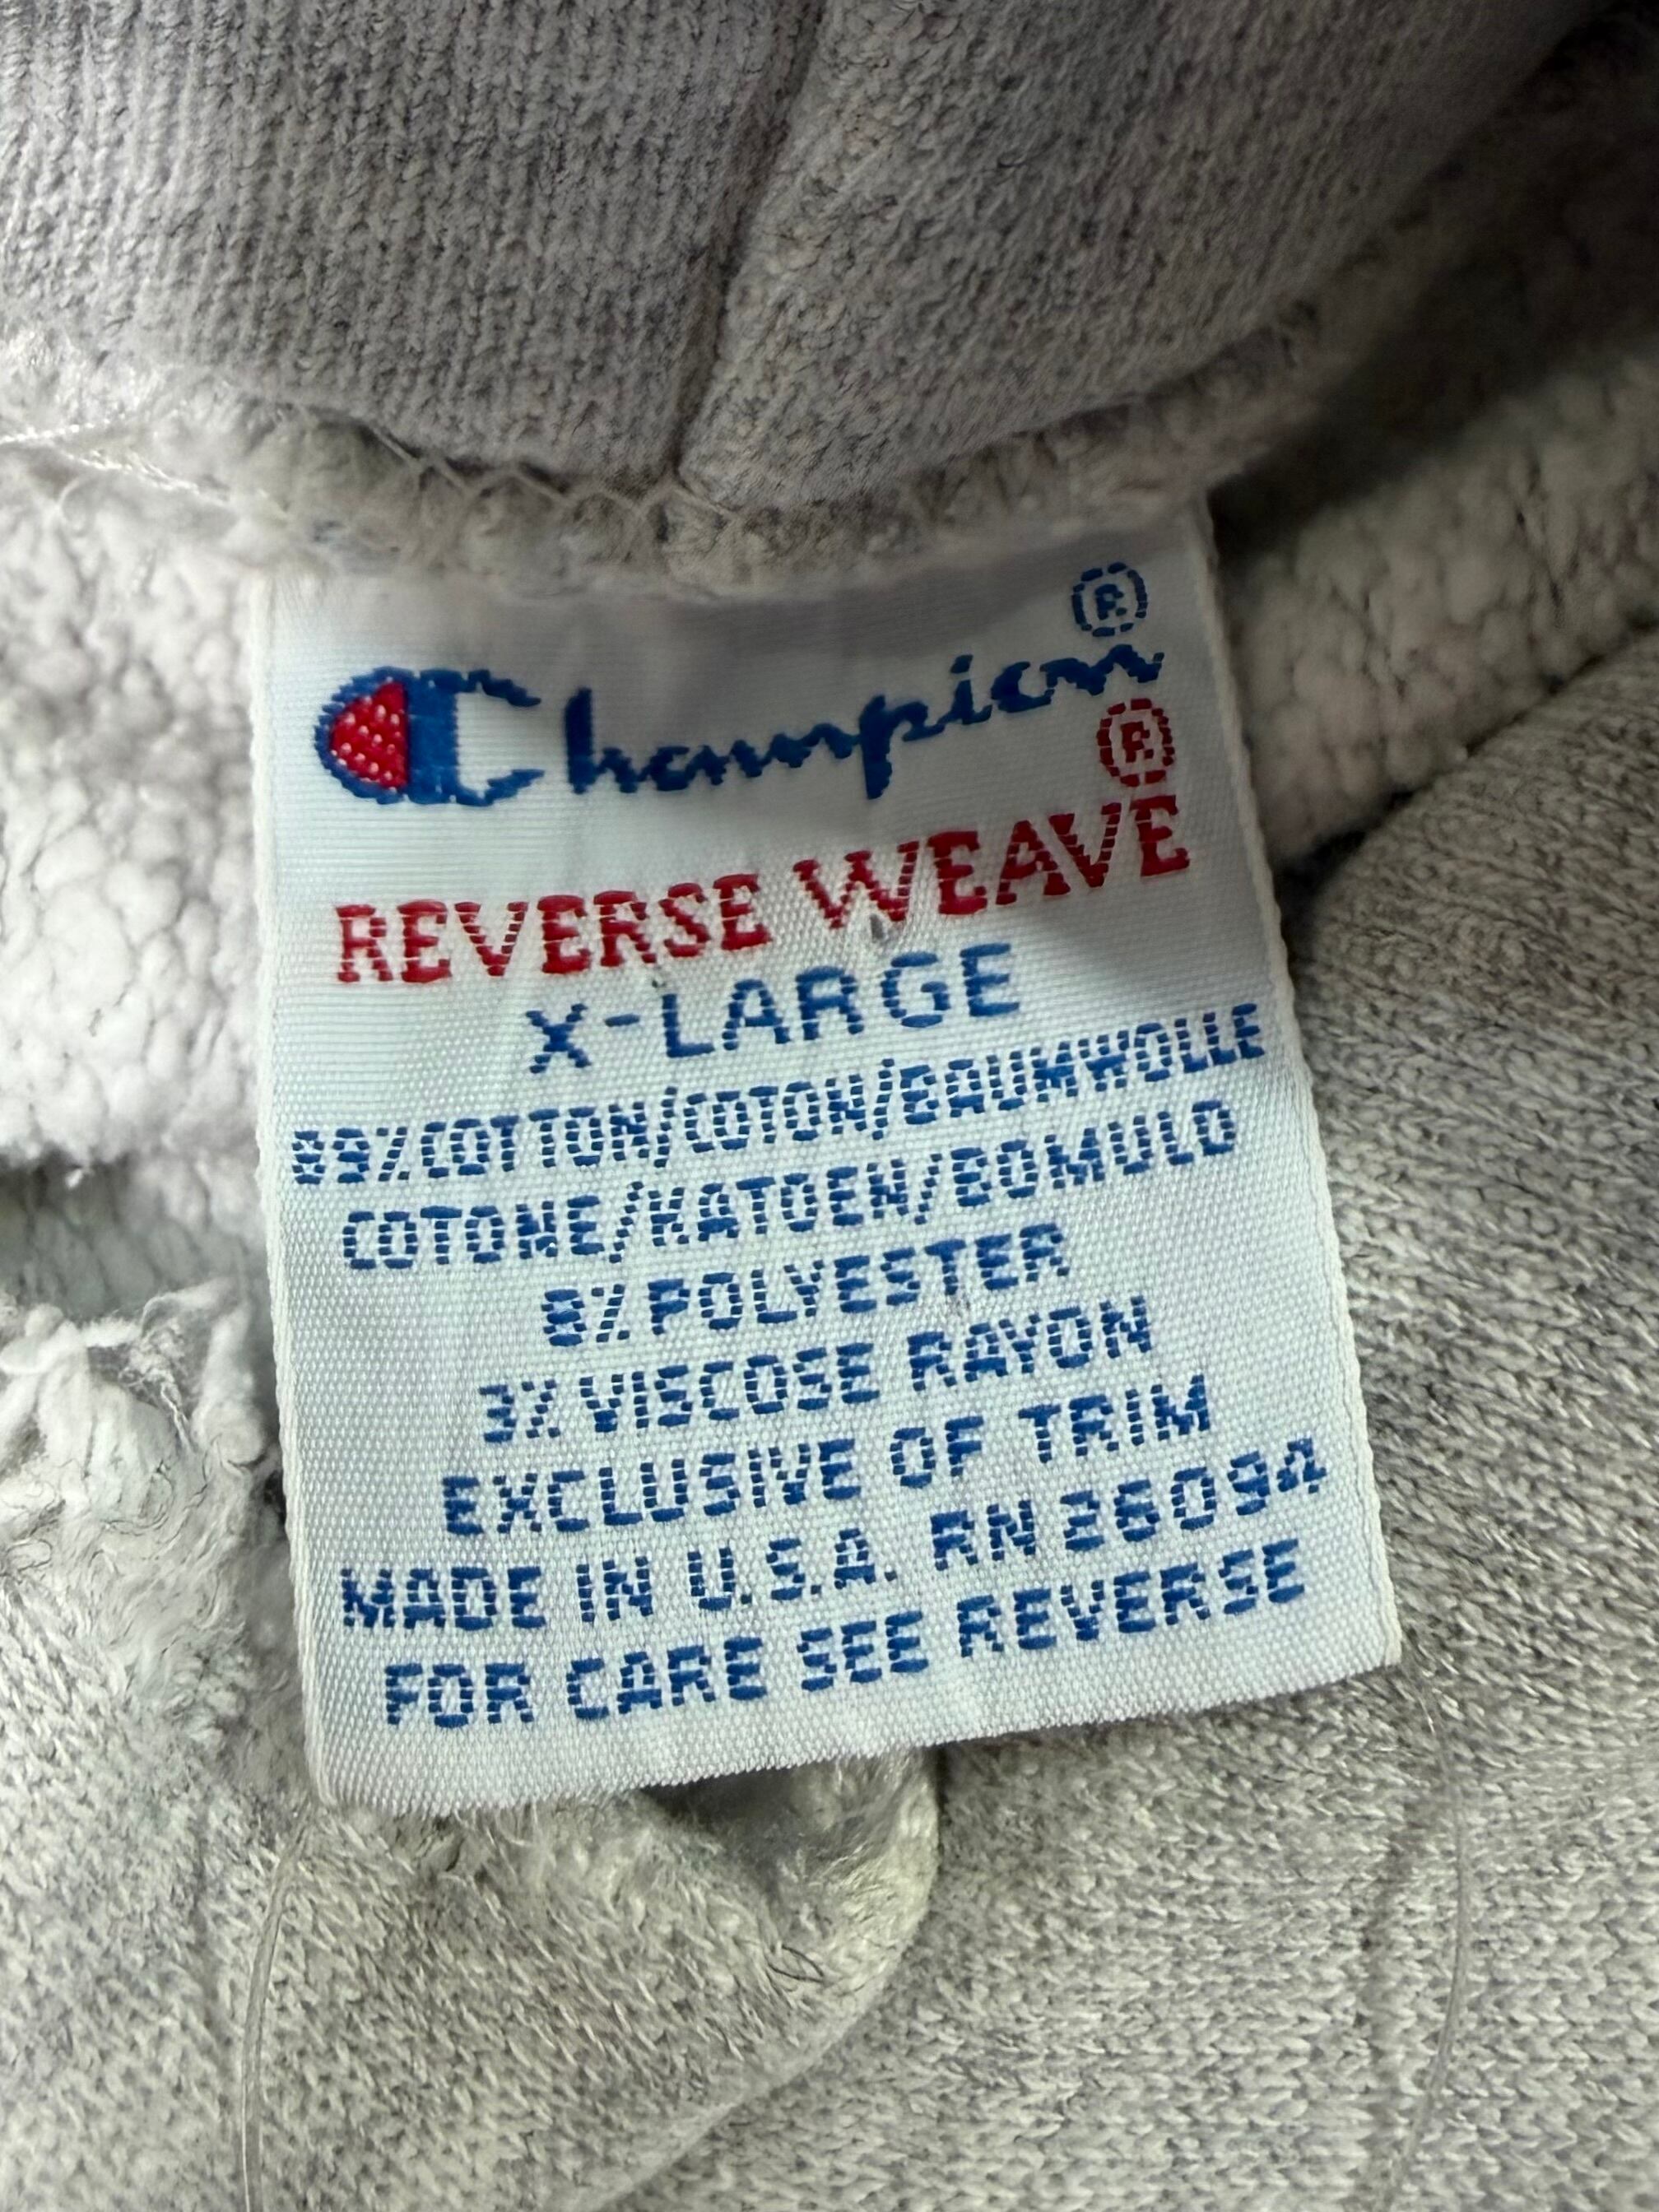 Champion®
REVERSE WEAVE®
X-LARGE
89% COTTON/COTON/BAUMWOLLE
COTONE/KATOEN/BOMULD
8% POLYESTER
3% VISCOSE RAYON
EXCLUSIVE OF TRIM
MADE IN U.S.A. RN 26094
FOR CARE SEE REVERSE